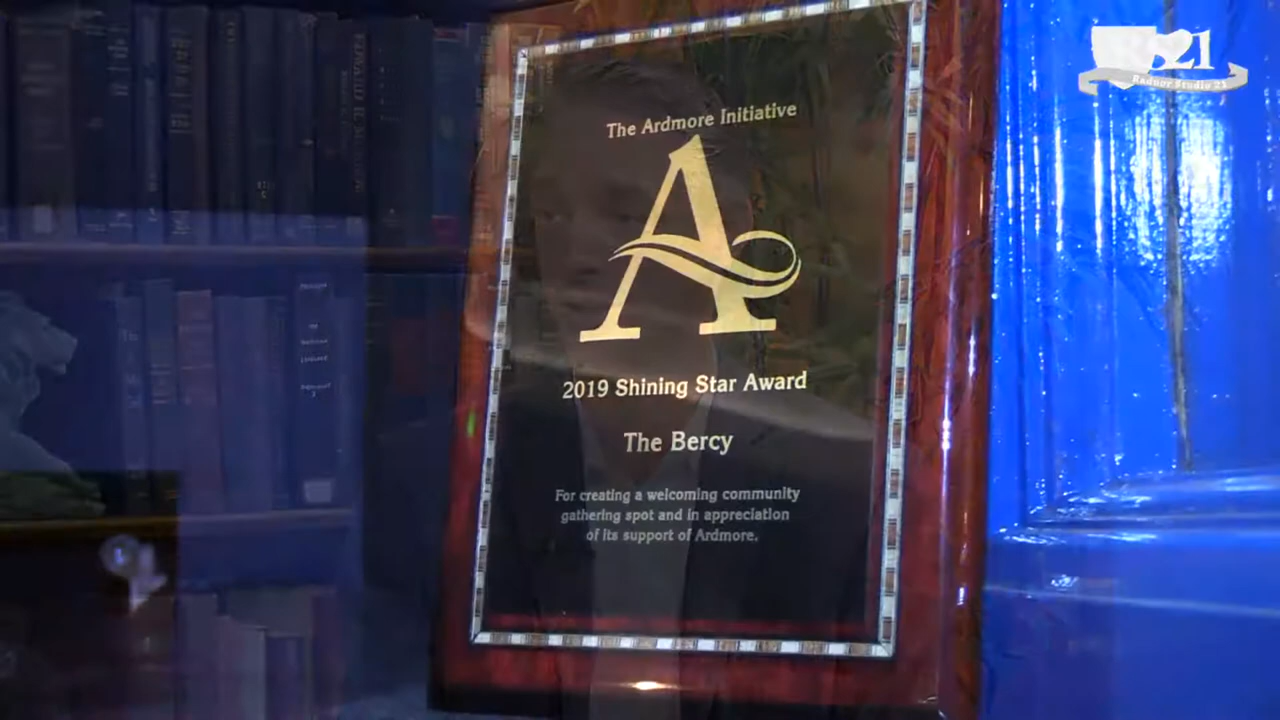 RS21
Radnor Studio 21
The Ardmore Initiative
A
2019 Shining Star Award
The Bercy
For creating a welcoming community
gathering spot and in appreciation
of its support of Ardmore.